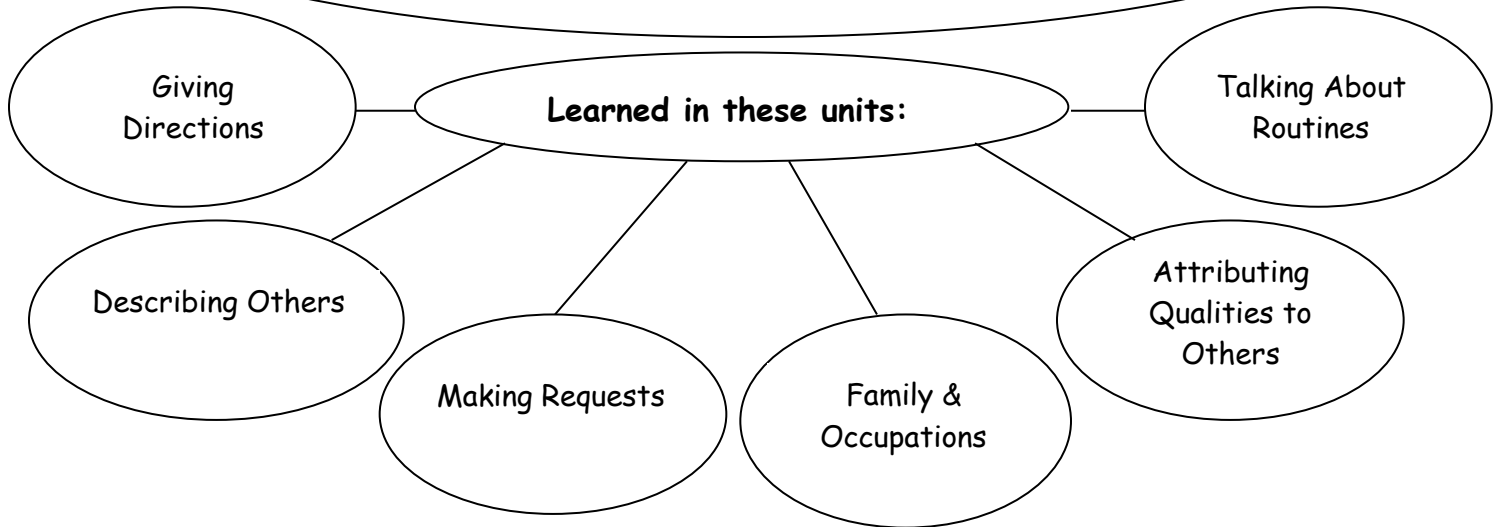 Giving
Directions
Learned in these units:
Talking About
Routines
Describing Others
Making Requests
Family &
Occupations
Attributing
Qualities to
Others